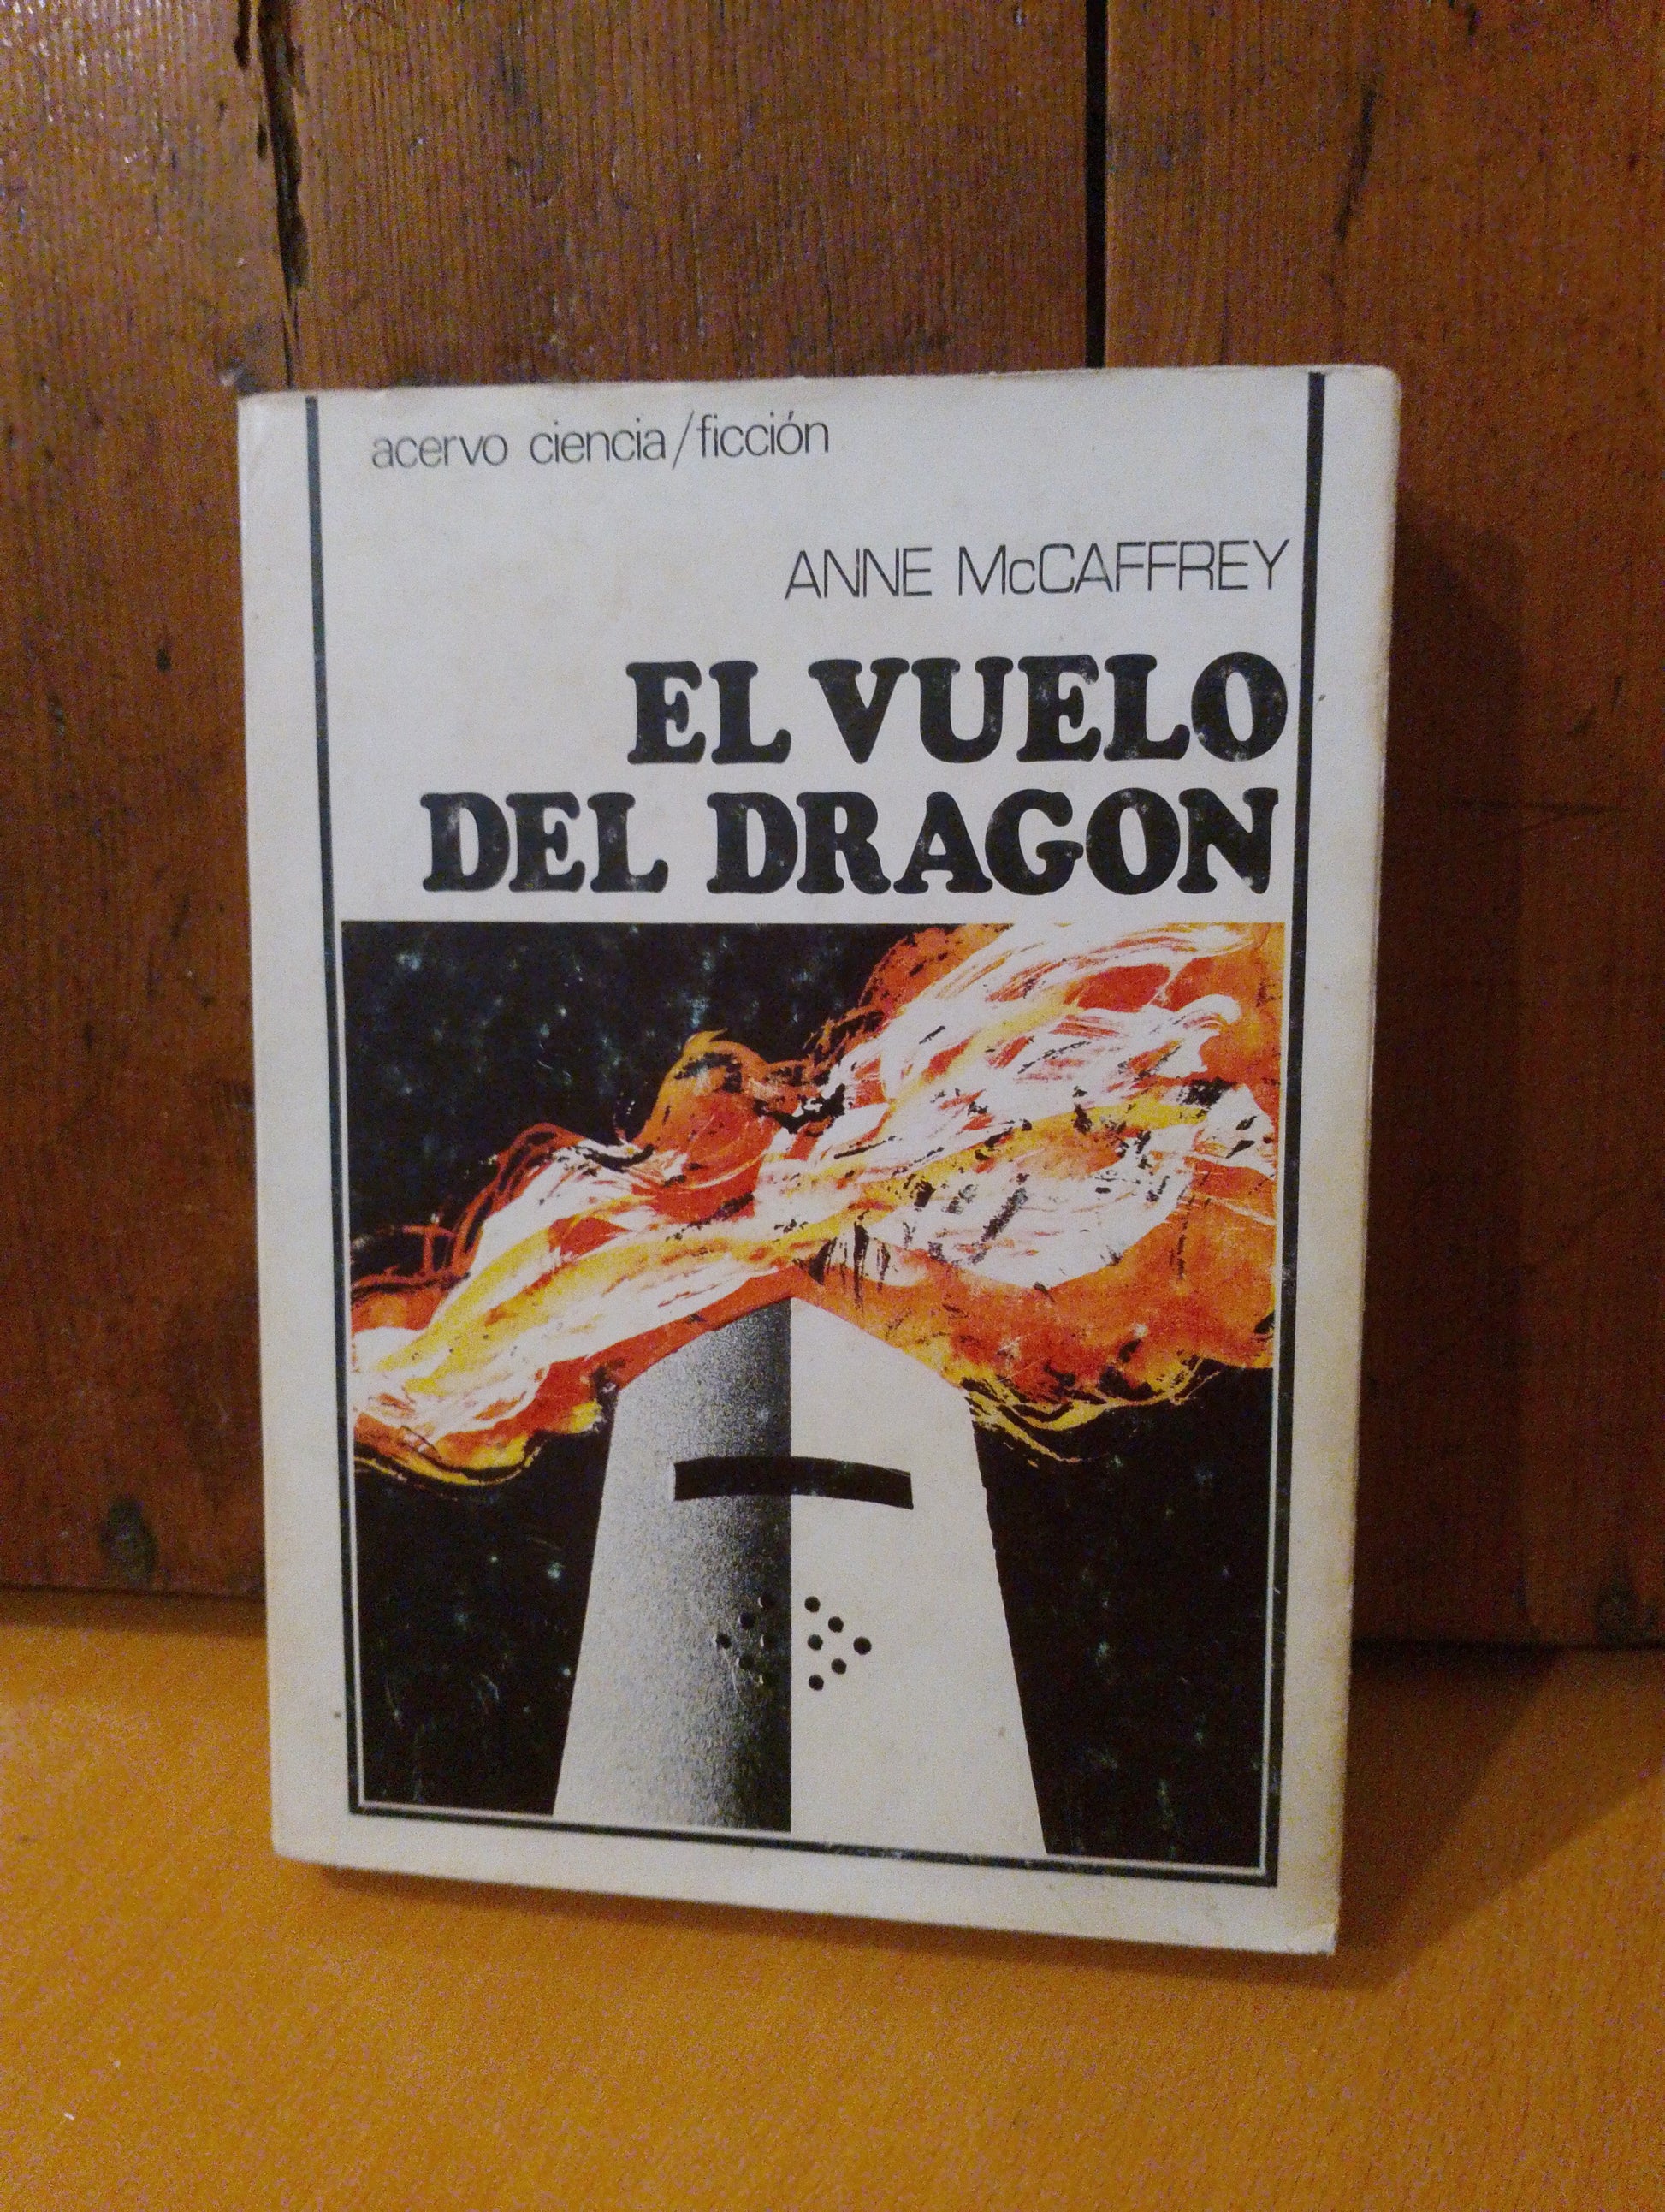 acervo ciencia/ficción
ANNE McCAFFREY
EL VUELO
DEL DRAGON